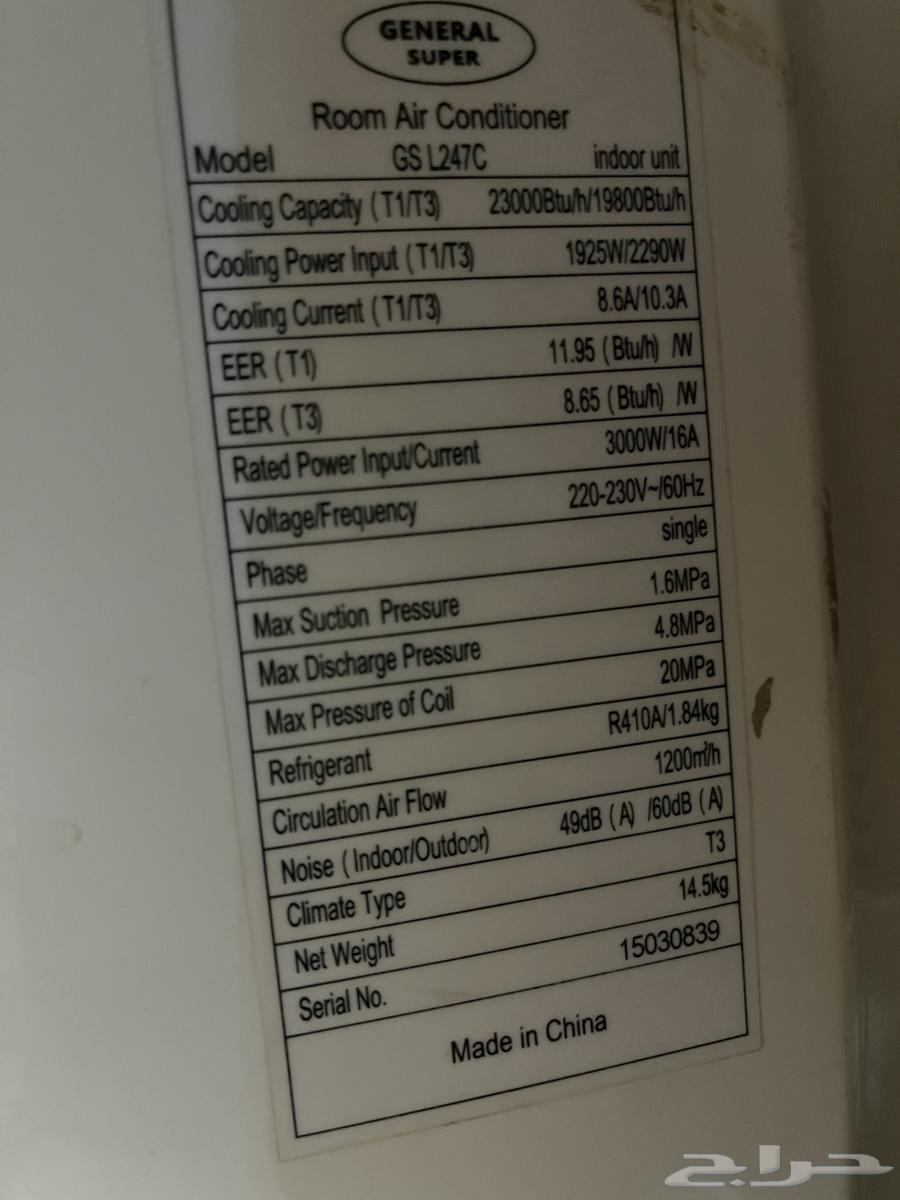 GENERAL
SUPER
Room Air Conditioner
Model GS L247C indoor unit
Cooling Capacity (T1/T3) 23000Btu/h/19800Btu/h
Cooling Power Input (T1/T3) 1925W/2290W
Cooling Current (T1/T3) 8.6A/10.3A
EER (T1) 11.95 (Btu/h) /W
EER (T3) 8.65 (Btu/h) /W
Rated Power Input/Current 3000W/16A
Voltage/Frequency 220-230V~/60Hz
Phase single
Max Suction Pressure 1.6MPa
Max Discharge Pressure 4.8MPa
Max Pressure of Coil 20MPa
Refrigerant R410A/1.84kg
Circulation Air Flow 1200m³/h
Noise (Indoor/Outdoor) 49dB (A) /60dB (A)
Climate Type T3
Net Weight 14.5kg
Serial No. 15030839
Made in China
حراج